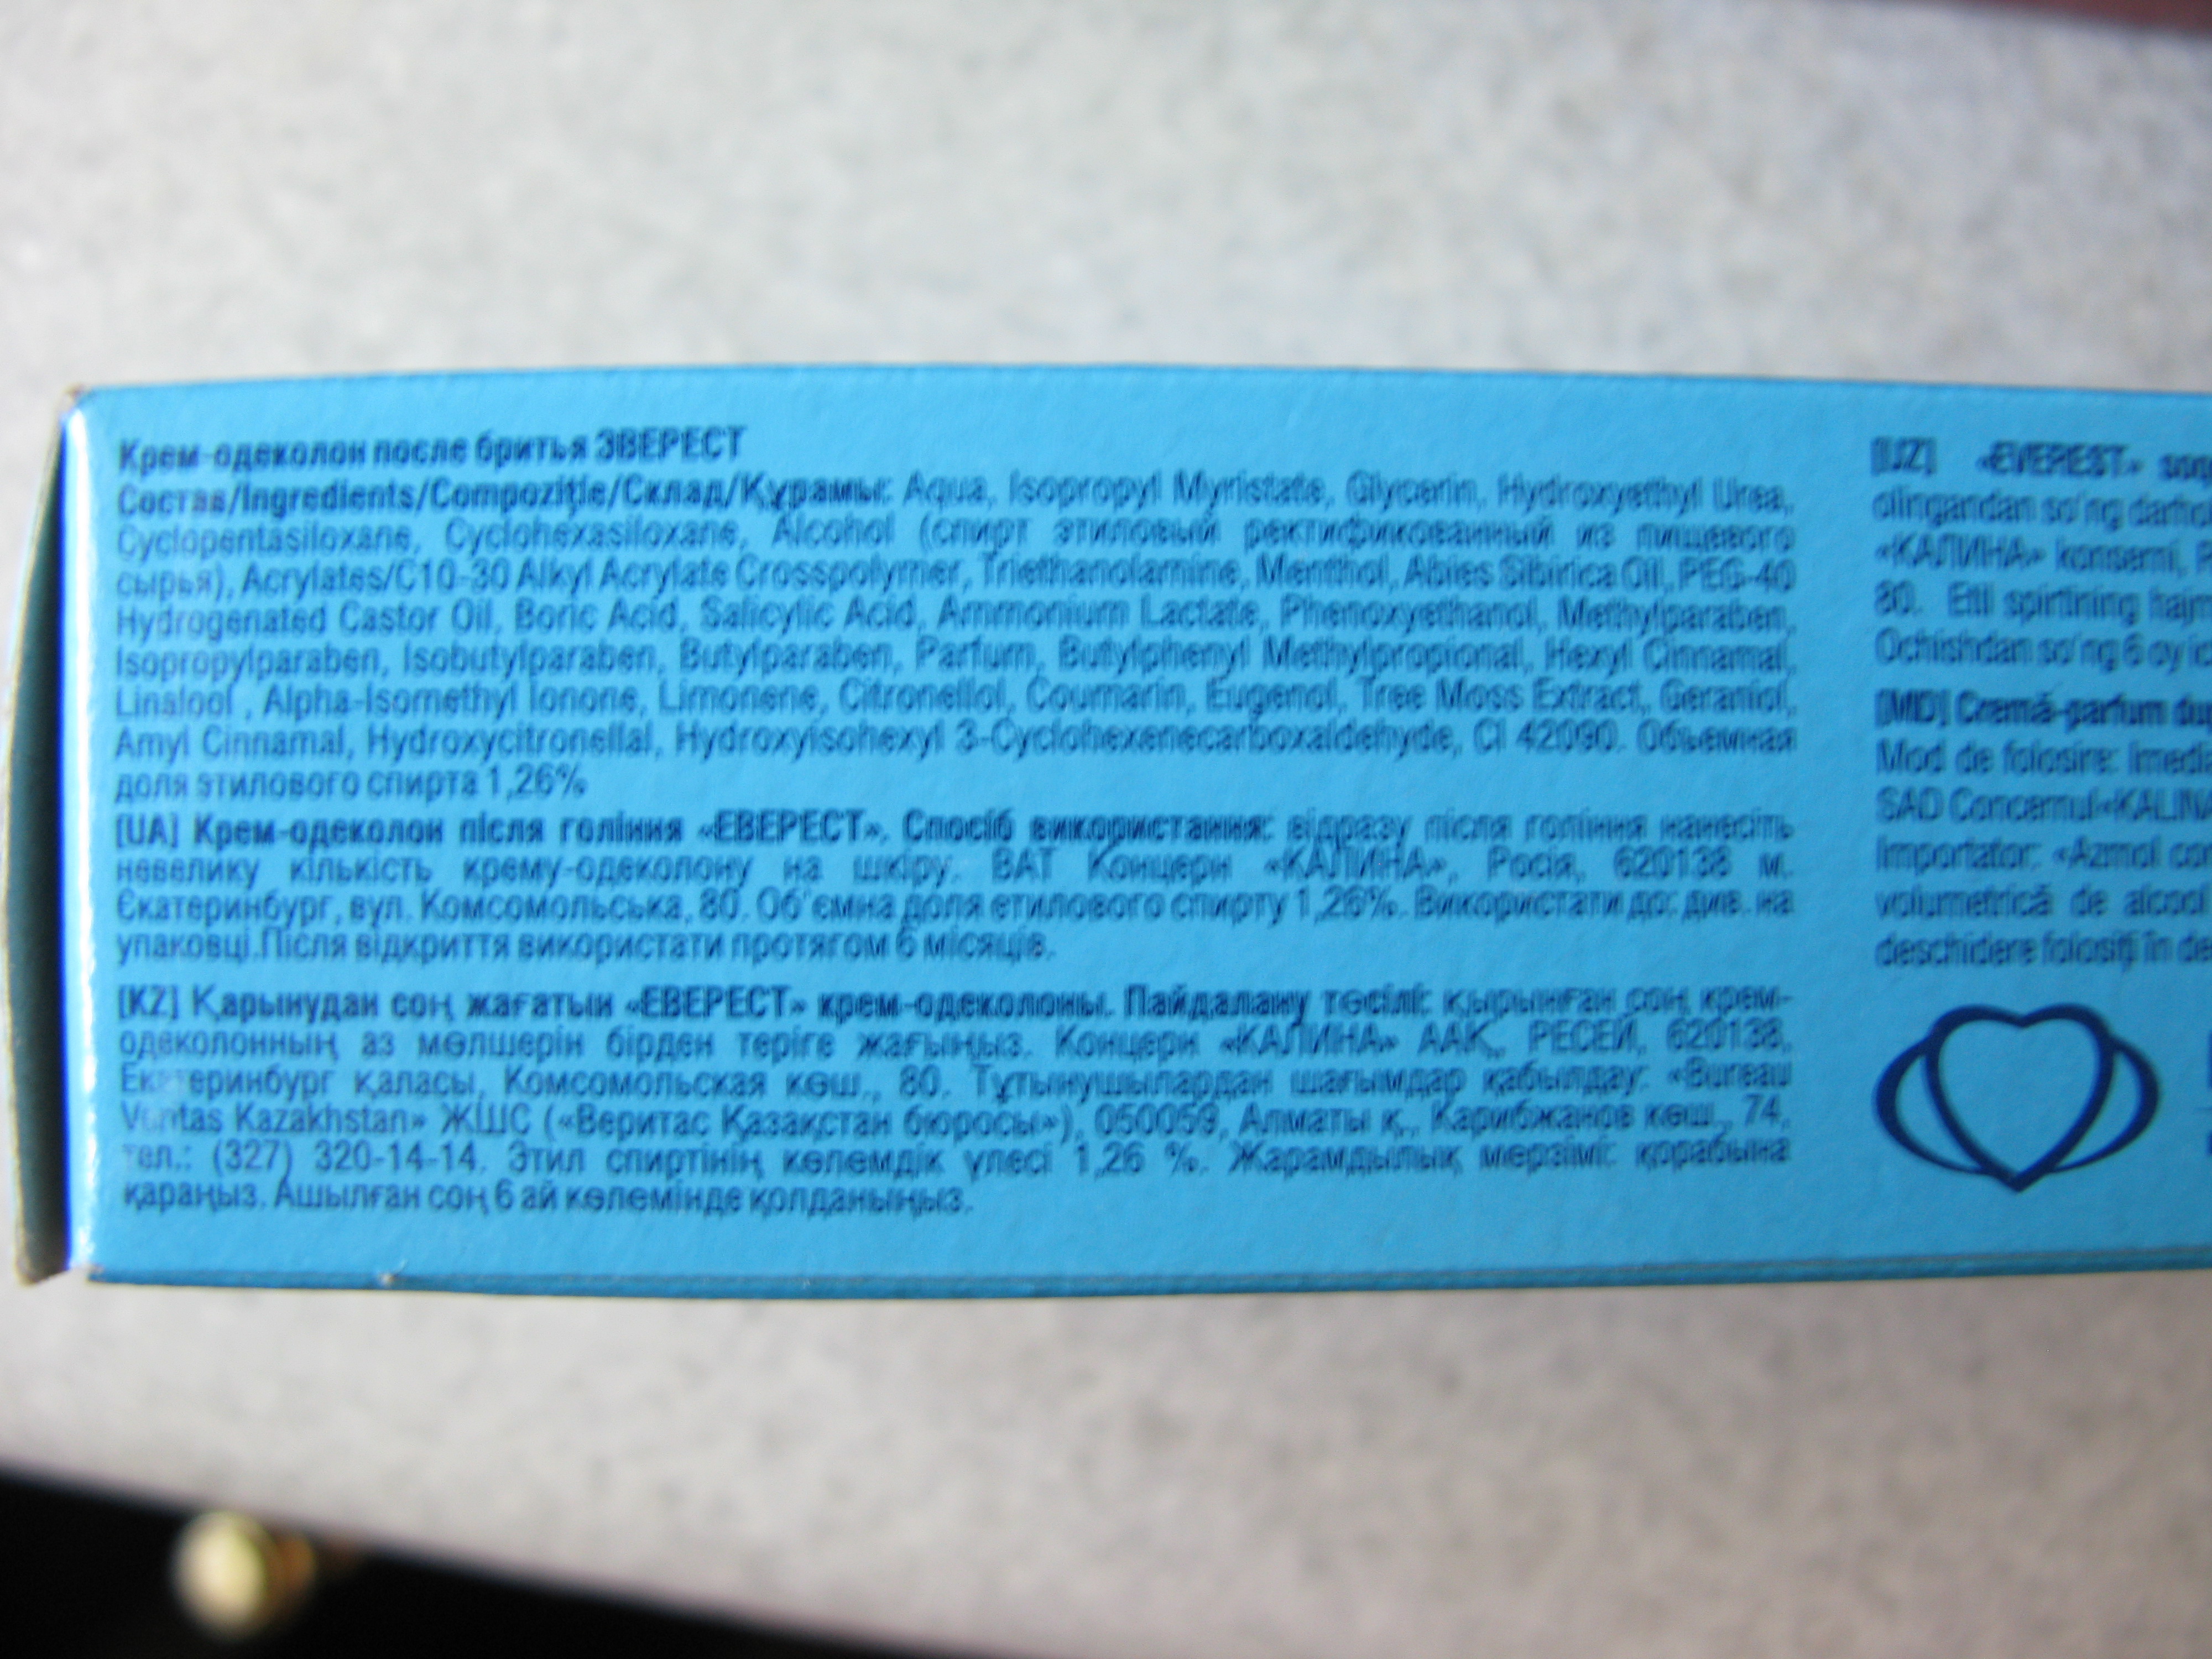 Крем-одеколон после бритья ЭВЕРЕСТ
Состав/Ingredients/Compoziţie/Склад/Құрамы: Aqua, Isopropyl Myristate, Glycerin, Hydroxyethyl Urea,
Cyclopentasiloxane, Cyclohexasiloxane, Alcohol (спирт этиловый ректификованный из пищевого
сырья), Acrylates/C10-30 Alkyl Acrylate Crosspolymer, Triethanolamine, Menthol, Abies Sibirica Oil, PEG-40
Hydrogenated Castor Oil, Boric Acid, Salicylic Acid, Ammonium Lactate, Phenoxyethanol, Methylparaben,
Isopropylparaben, Isobutylparaben, Butylparaben, Parfum, Butylphenyl Methylpropional, Hexyl Cinnamal,
Linalool , Alpha-Isomethyl Ionone, Limonene, Citronellol, Coumarin, Eugenol, Tree Moss Extract, Geraniol,
Amyl Cinnamal, Hydroxycitronellal, Hydroxyisohexyl 3-Cyclohexenecarboxaldehyde, CI 42090. Объемная
доля этилового спирта 1,26%
[UA] Крем-одеколон після гоління «ЕВЕРЕСТ». Спосіб використання: відразу після гоління нанесіть
невелику кількість крему-одеколону на шкіру. ВАТ Концерн «КАЛИНА», Росія, 620138 м.
Єкатеринбург, вул. Комсомольська, 80. Об'ємна доля етилового спирту 1,26%. Використати до: див. на
упаковці.Після відкриття використати протягом 6 місяців.
[KZ] Қарынудан соң жағатын «ЕВЕРЕСТ» крем-одеколоны. Пайдалану тәсілі: қырынған соң крем-
одеколонның аз мөлшерін бірден теріге жағыңыз. Концерн «КАЛИНА» ААҚ, РЕСЕЙ, 620138,
Екатеринбург қаласы, Комсомольская көш., 80. Тұтынушылардан шағымдар қабылдау: «Bureau
Veritas Kazakhstan» ЖШС («Веритас Қазақстан бюросы»), 050059, Алматы қ., Карибжанов көш., 74,
тел.: (327) 320-14-14. Этил спиртінің көлемдік үлесі 1,26 %. Жарамдылық мерзімі: қорабына
қараңыз. Ашылған соң 6 ай көлемінде қолданыңыз.
[UZ] «EVEREST»
olingandan so'ng
«КАЛИНА» konserni,
80. Etil spirtining
Ochishdan so'ng 6 oy
[MD] Cremă-parfum
Mod de folosire:
SAD Concernul«KALINA
Importator: «Azmol
volumetrică de
deschidere folosiţi în